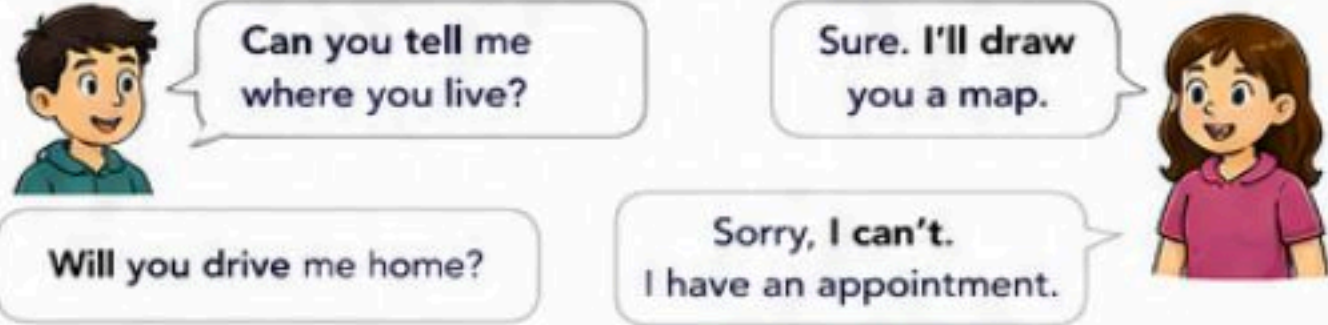 Can you tell me
where you live?
Sure. I'll draw
you a map.
Will you drive me home?
Sorry, I can't.
I have an appointment.